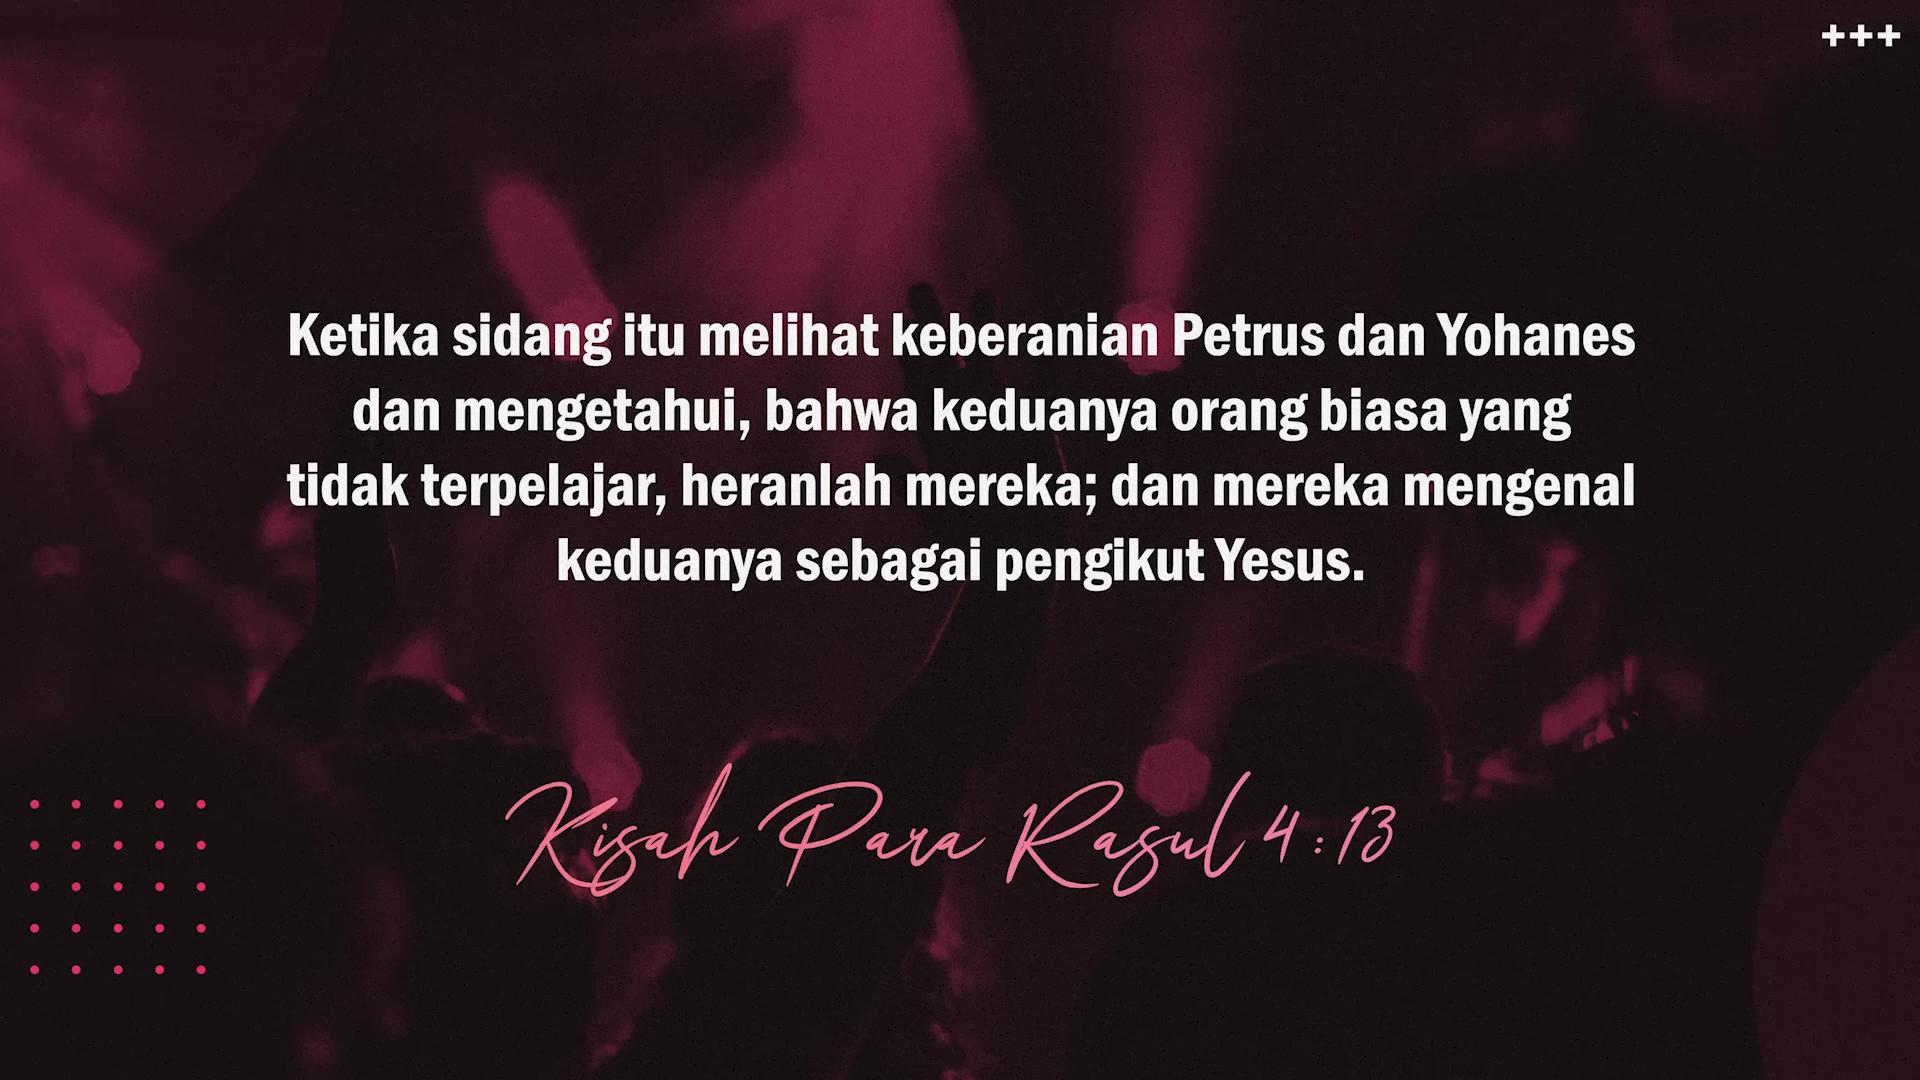 +++
Ketika sidang itu melihat keberanian Petrus dan Yohanes
dan mengetahui, bahwa keduanya orang biasa yang
tidak terpelajar, heranlah mereka; dan mereka mengenal
keduanya sebagai pengikut Yesus.
Kisah Para Rasul 4:13